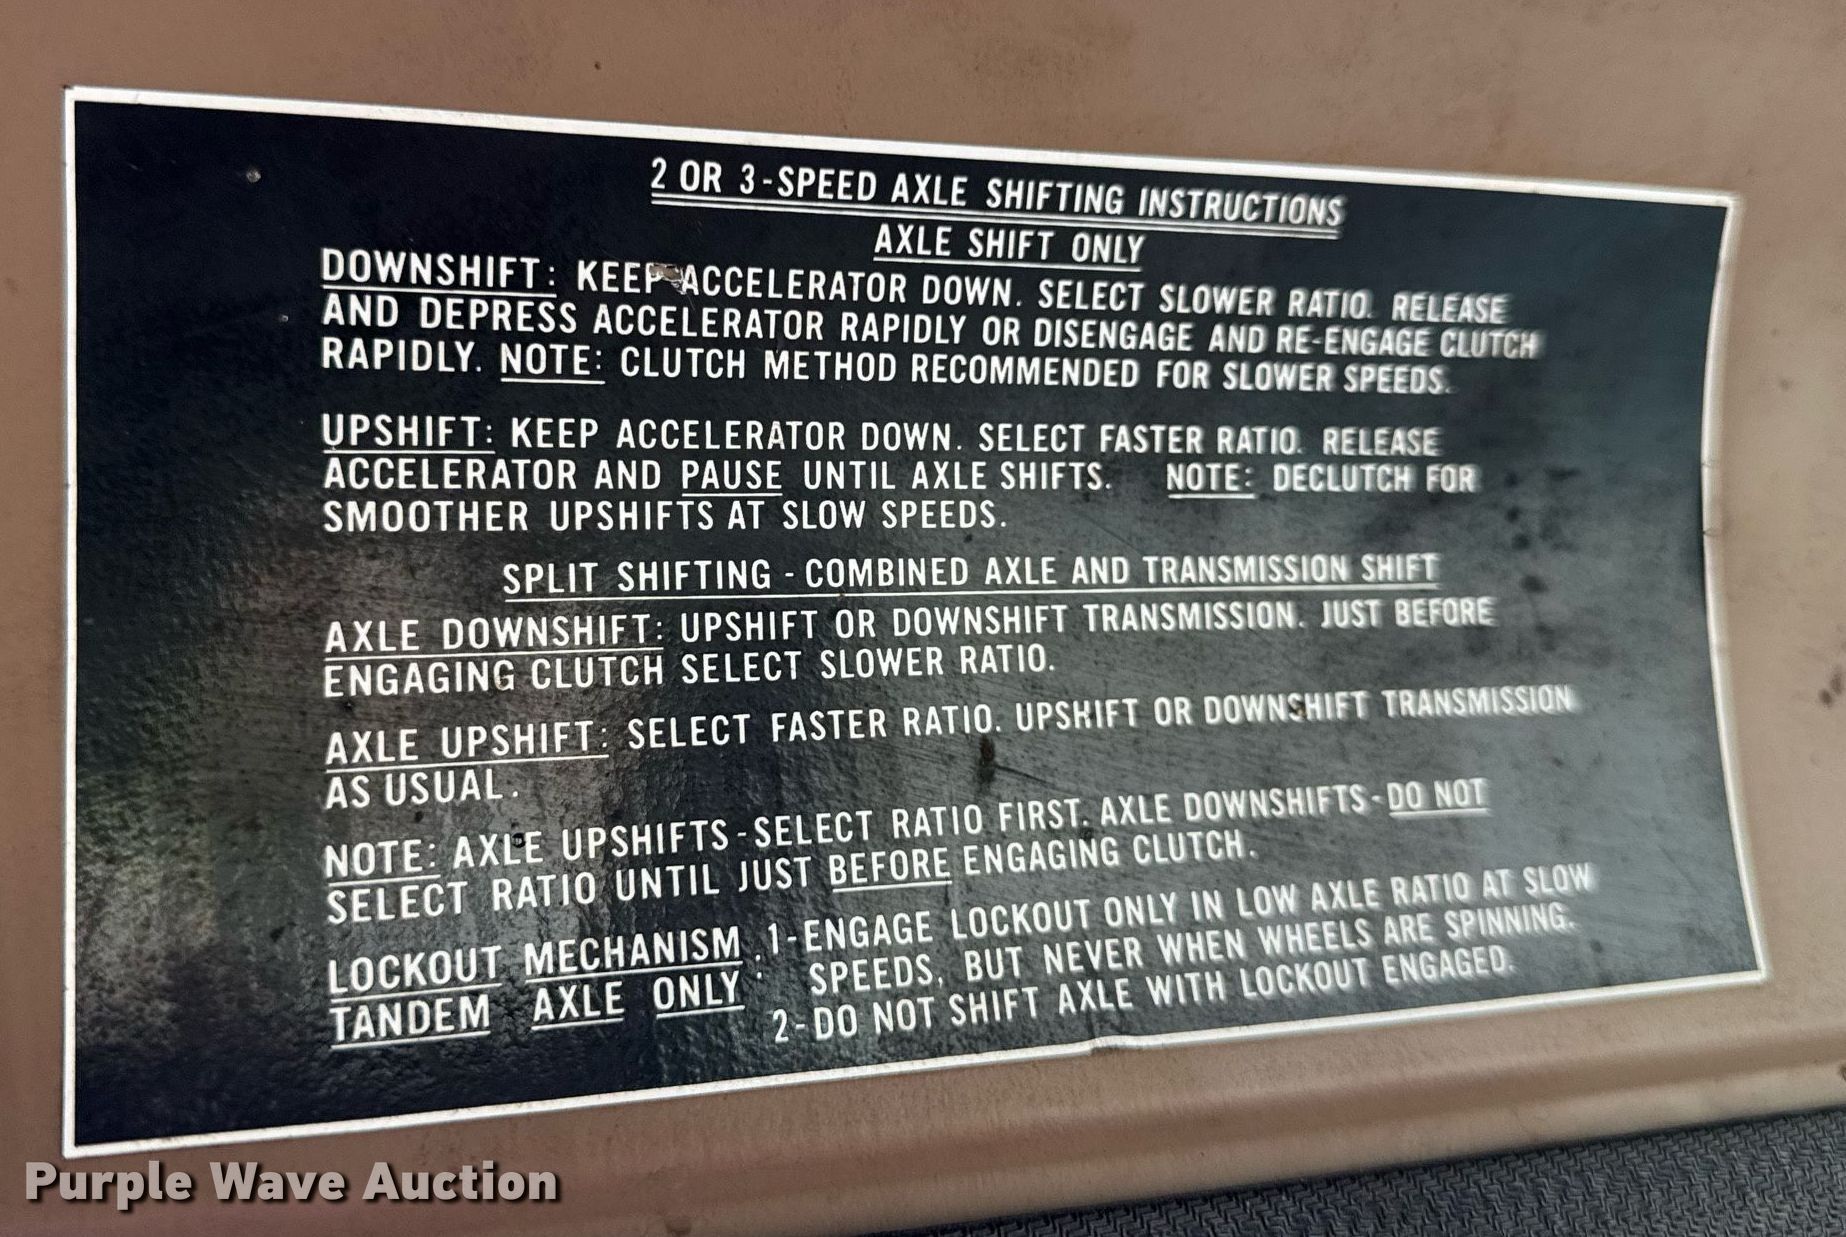 2 OR 3-SPEED AXLE SHIFTING INSTRUCTIONS
AXLE SHIFT ONLY
DOWNSHIFT: KEEP ACCELERATOR DOWN. SELECT SLOWER RATIO. RELEASE
AND DEPRESS ACCELERATOR RAPIDLY OR DISENGAGE AND RE-ENGAGE CLUTCH
RAPIDLY. NOTE: CLUTCH METHOD RECOMMENDED FOR SLOWER SPEEDS.
UPSHIFT: KEEP ACCELERATOR DOWN. SELECT FASTER RATIO. RELEASE
ACCELERATOR AND PAUSE UNTIL AXLE SHIFTS. NOTE: DECLUTCH FOR
SMOOTHER UPSHIFTS AT SLOW SPEEDS.
SPLIT SHIFTING - COMBINED AXLE AND TRANSMISSION SHIFT
AXLE DOWNSHIFT: UPSHIFT OR DOWNSHIFT TRANSMISSION. JUST BEFORE
ENGAGING CLUTCH SELECT SLOWER RATIO.
AXLE UPSHIFT: SELECT FASTER RATIO. UPSHIFT OR DOWNSHIFT TRANSMISSION
AS USUAL.
NOTE: AXLE UPSHIFTS - SELECT RATIO FIRST. AXLE DOWNSHIFTS - DO NOT
SELECT RATIO UNTIL JUST BEFORE ENGAGING CLUTCH.
LOCKOUT MECHANISM : 1-ENGAGE LOCKOUT ONLY IN LOW AXLE RATIO AT SLOW
TANDEM AXLE ONLY SPEEDS, BUT NEVER WHEN WHEELS ARE SPINNING.
2-DO NOT SHIFT AXLE WITH LOCKOUT ENGAGED.
Purple Wave Auction